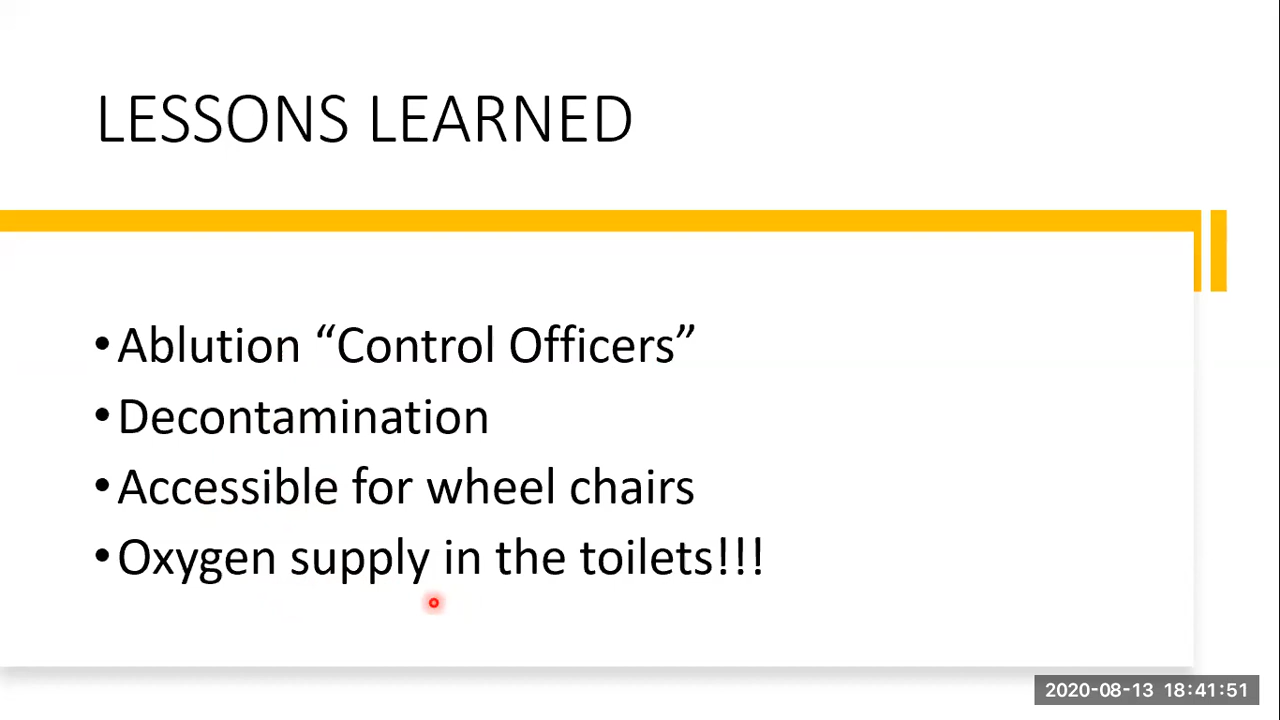 LESSONS LEARNED
•Ablution “Control Officers”
•Decontamination
•Accessible for wheel chairs
•Oxygen supply in the toilets!!!
2020-08-13 18:41:51